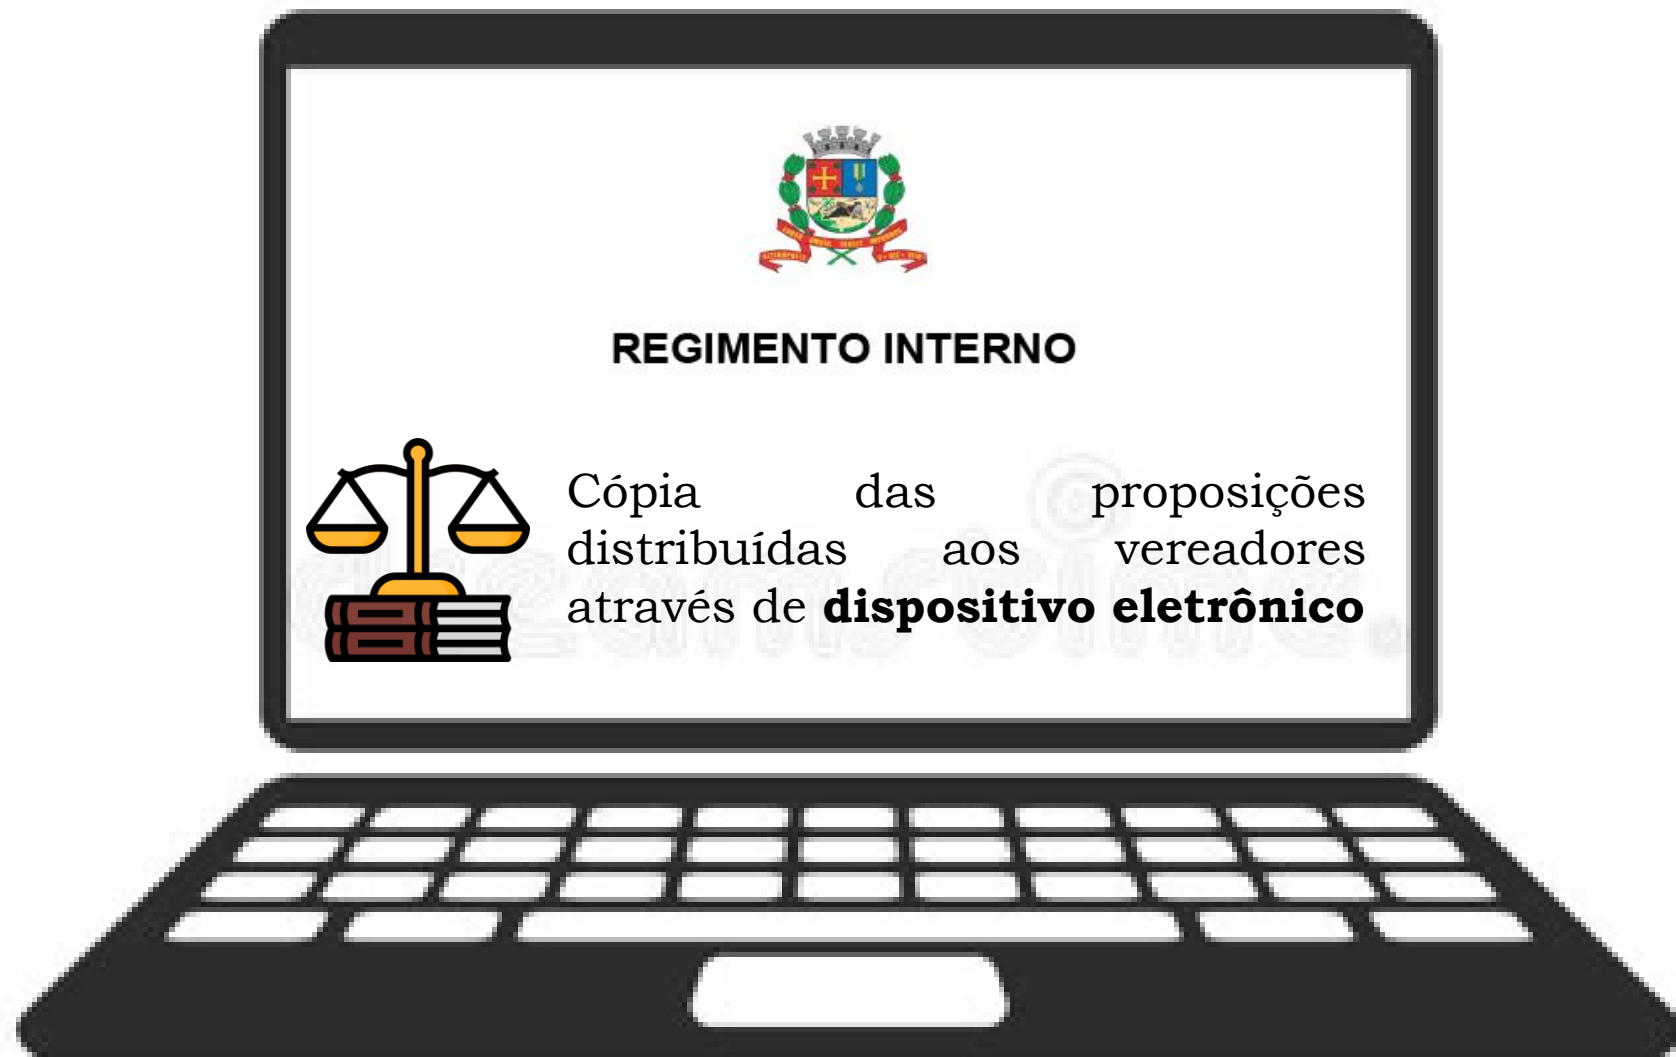 REGIMENTO INTERNO
Cópia das proposições
distribuídas aos vereadores
através de dispositivo eletrônico